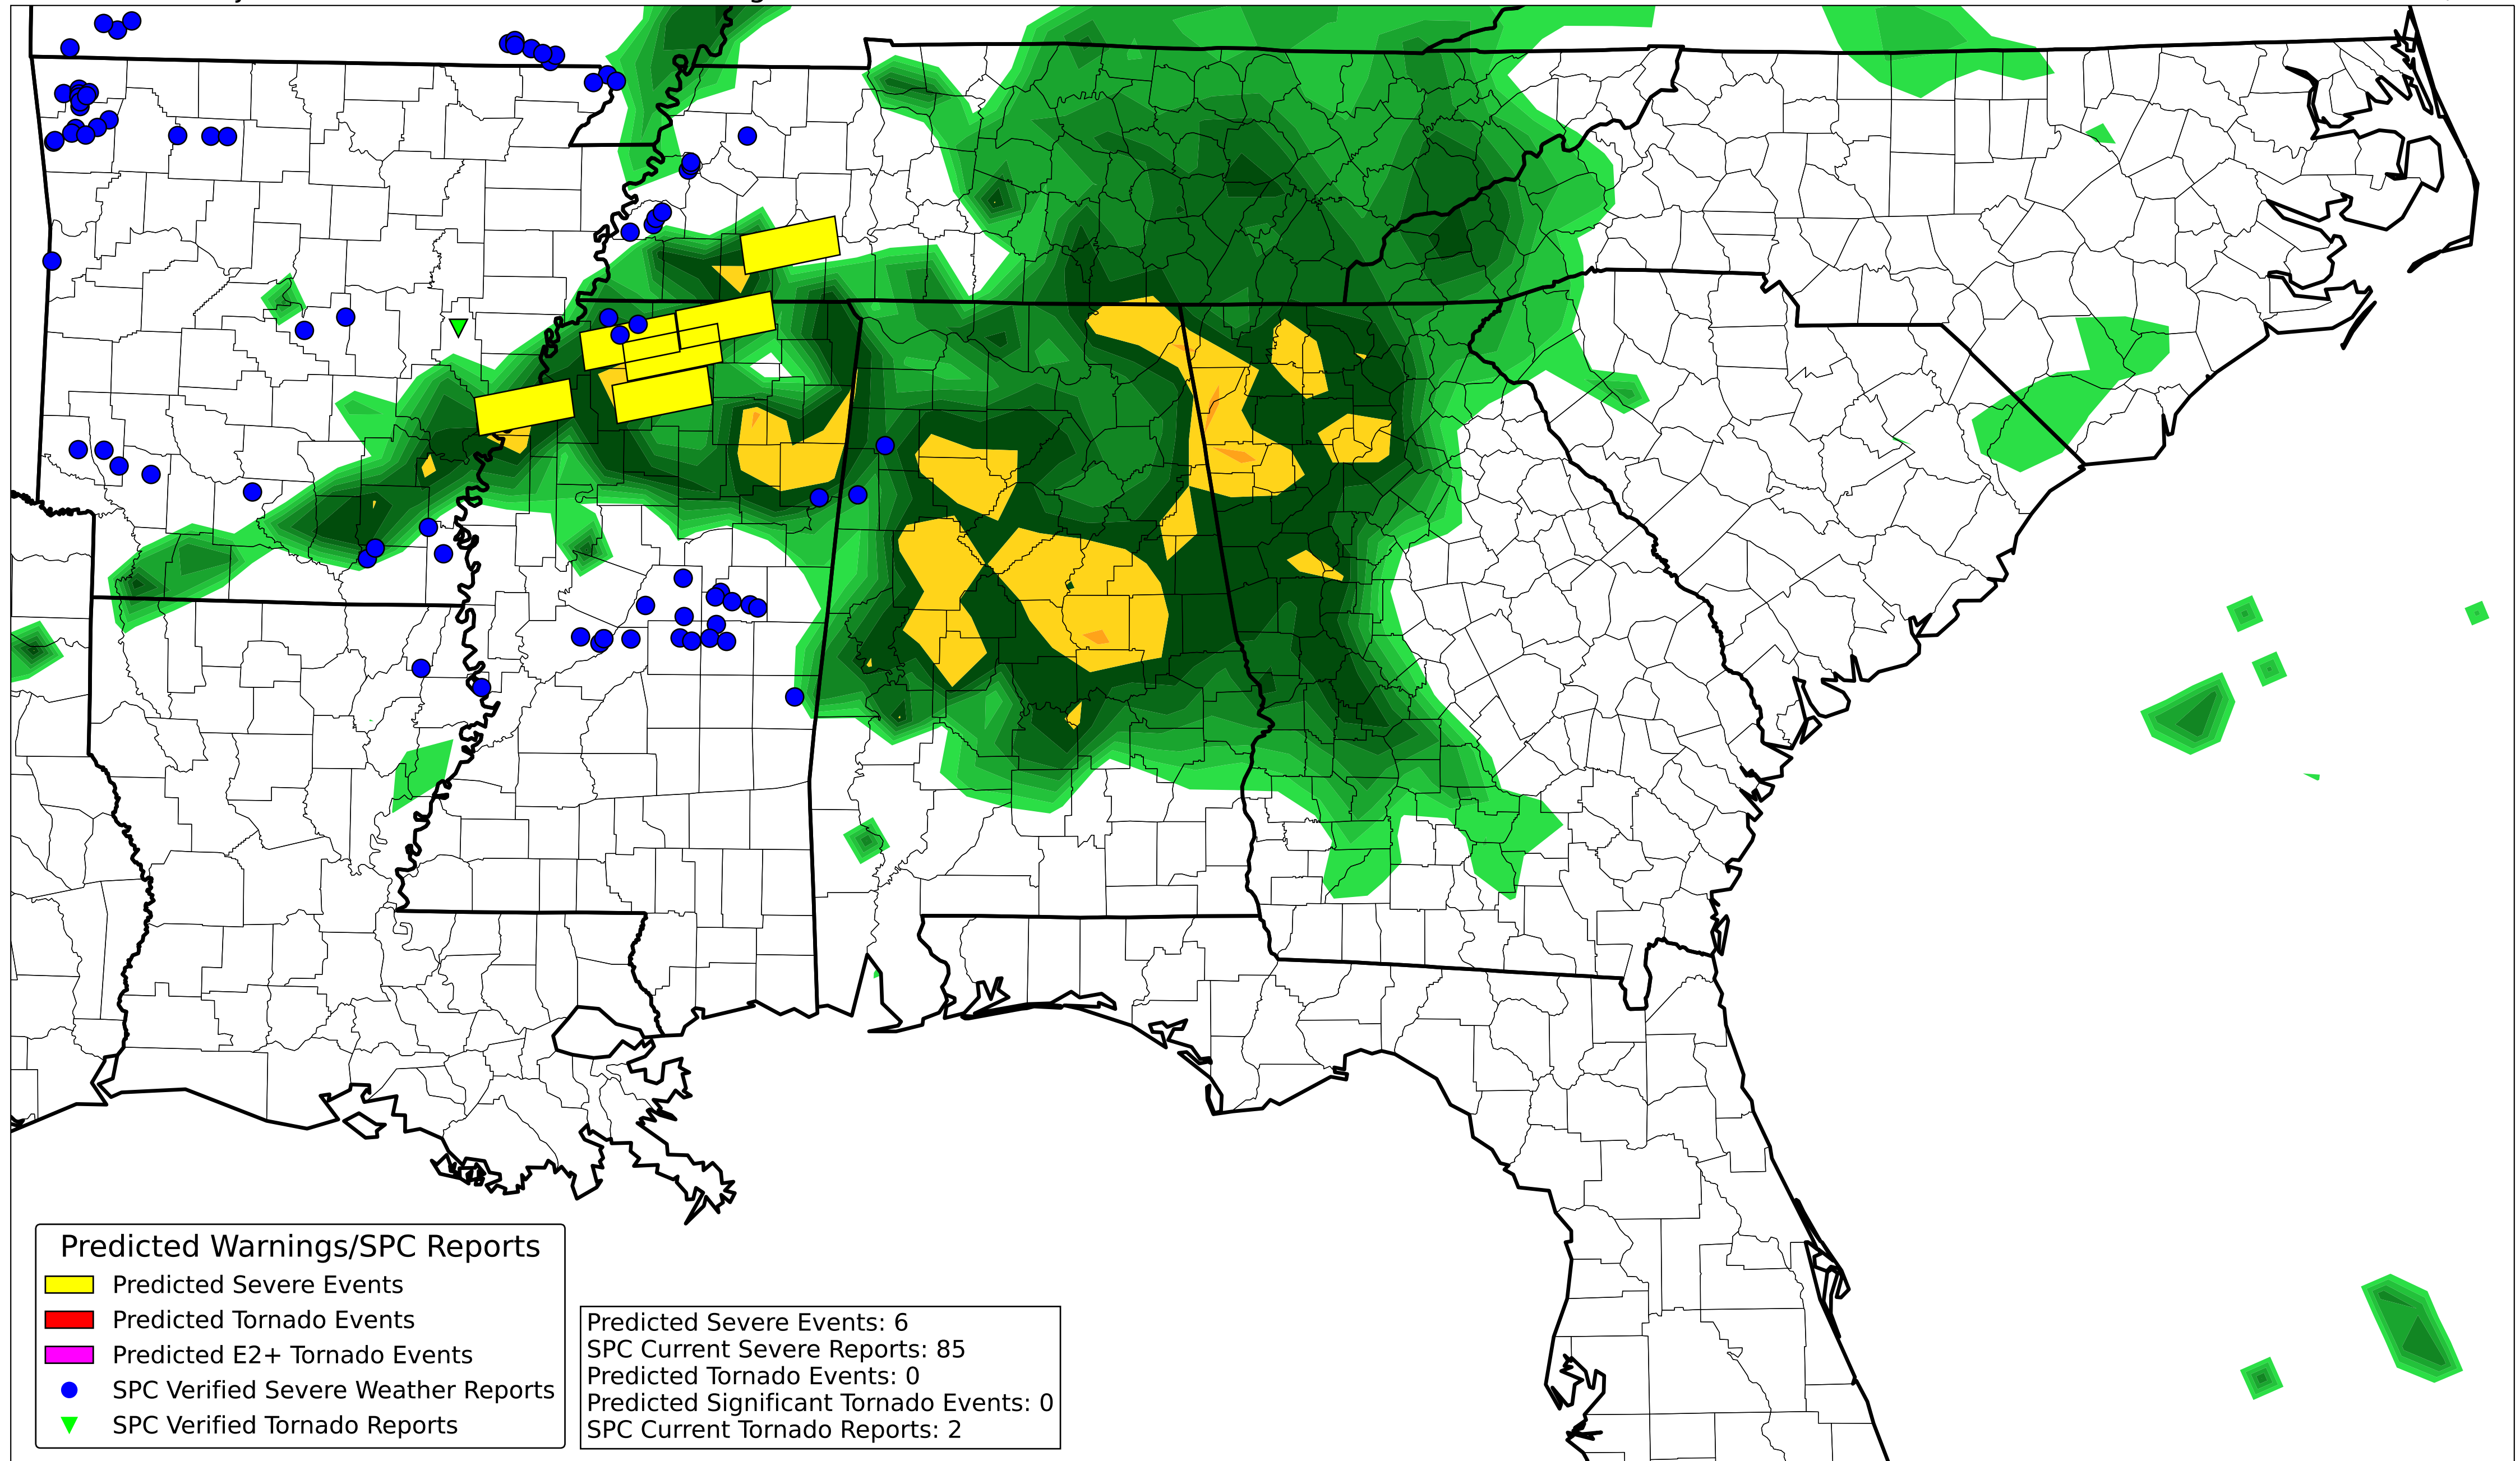 Predicted Warnings/SPC Reports
Predicted Severe Events
Predicted Tornado Events
Predicted E2+ Tornado Events
SPC Verified Severe Weather Reports
SPC Verified Tornado Reports
Predicted Severe Events: 6
SPC Current Severe Reports: 85
Predicted Tornado Events: 0
Predicted Significant Tornado Events: 0
SPC Current Tornado Reports: 2